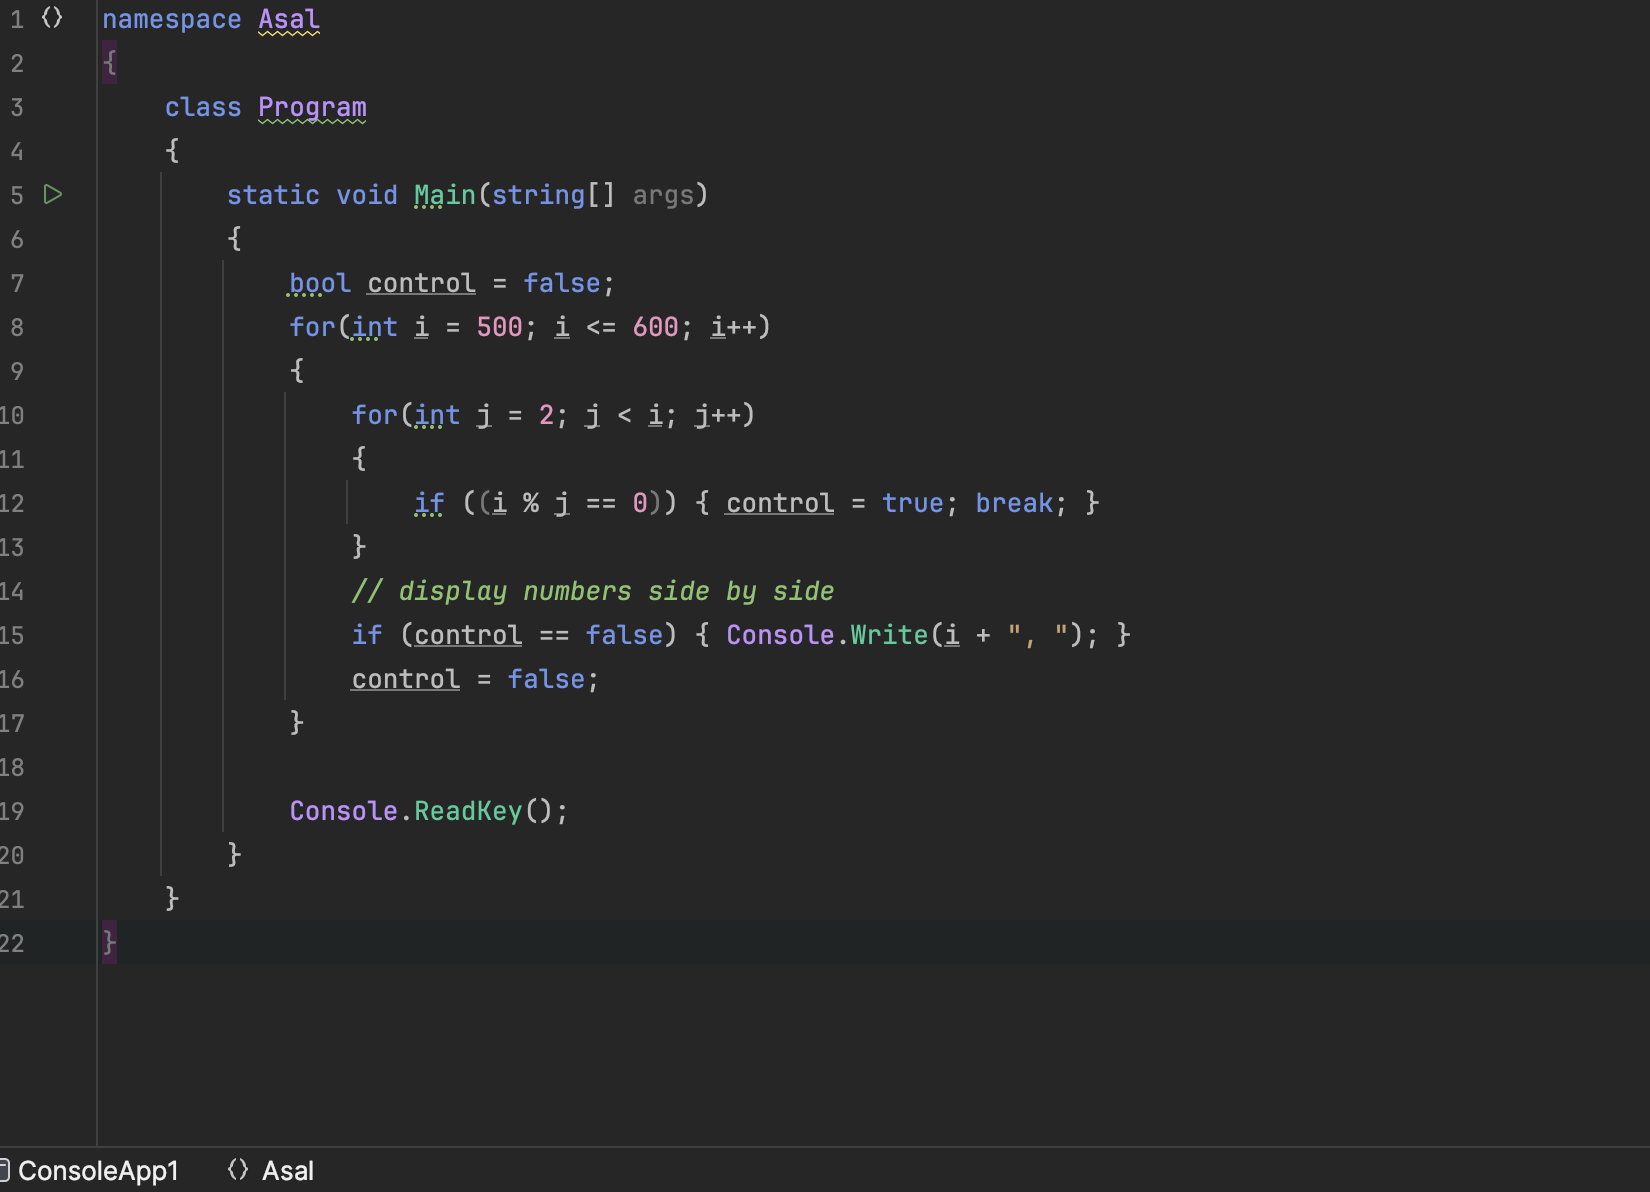 1 namespace Asal
2 {
3 class Program
4 {
5 static void Main(string[] args)
6 {
7 bool control = false;
8 for(int i = 500; i <= 600; i++)
9 {
10 for(int j = 2; j < i; j++)
11 {
12 if ((i % j == 0)) { control = true; break; }
13 }
14 // display numbers side by side
15 if (control == false) { Console.Write(i + ", "); }
16 control = false;
17 }
18
19 Console.ReadKey();
20 }
21 }
22 }
ConsoleApp1 Asal